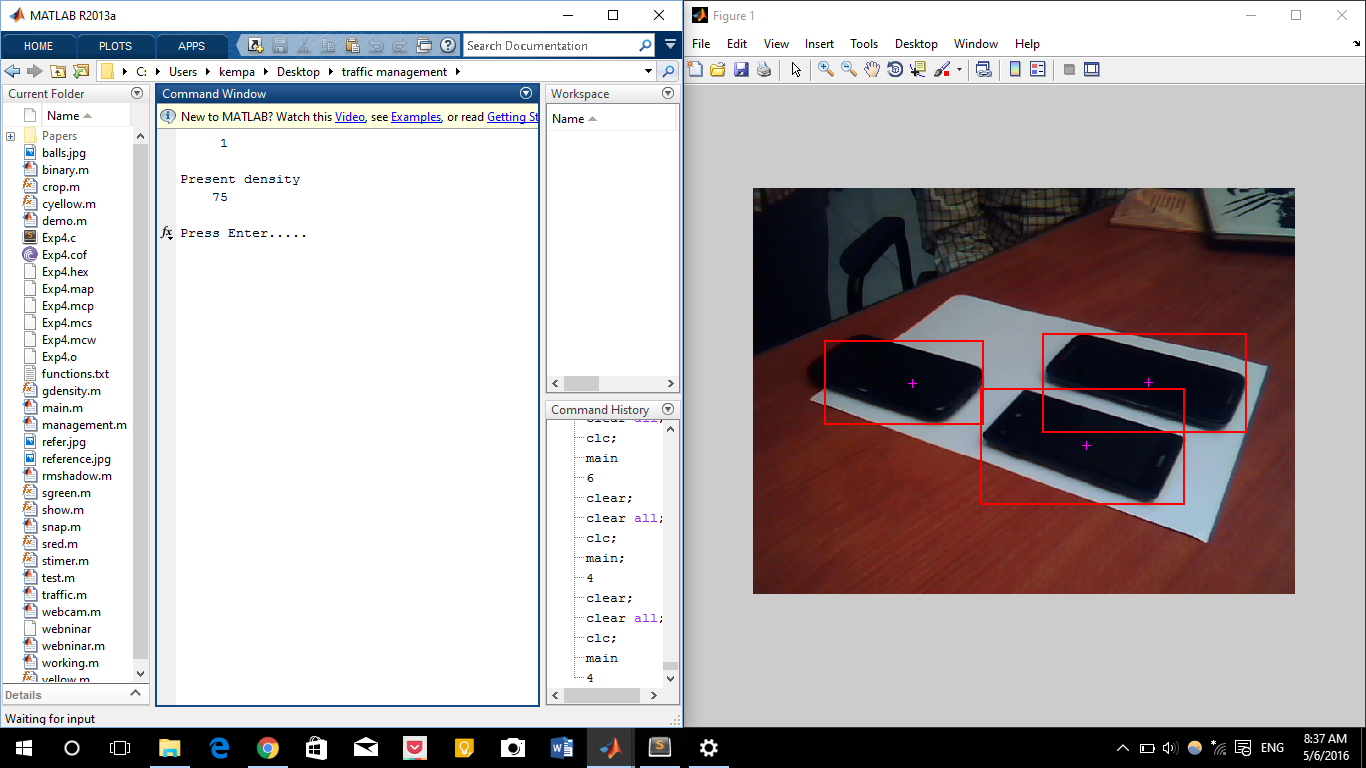 MATLAB R2013a
HOME PLOTS APPS
Search Documentation
C: Users kempa Desktop traffic management
Current Folder
Name
Papers
balls.jpg
binary.m
crop.m
cyellow.m
demo.m
Exp4.c
Exp4.cof
Exp4.hex
Exp4.map
Exp4.mcp
Exp4.mcs
Exp4.mcw
Exp4.o
functions.txt
gdensity.m
main.m
management.m
refer.jpg
reference.jpg
rmshadow.m
sgreen.m
show.m
snap.m
sred.m
stimer.m
test.m
traffic.m
webcam.m
webninar
webninar.m
working.m
yellow.m
Details
Waiting for input
Command Window
New to MATLAB? Watch this Video, see Examples, or read Getting St
1
Present density
75
fx Press Enter.....
Workspace
Name
Command History
clear all;
clc;
main
6
clear;
clear all;
clc;
main;
4
clear;
clear all;
clc;
main
4
Figure 1
File Edit View Insert Tools Desktop Window Help
ENG
8:37 AM
5/6/2016